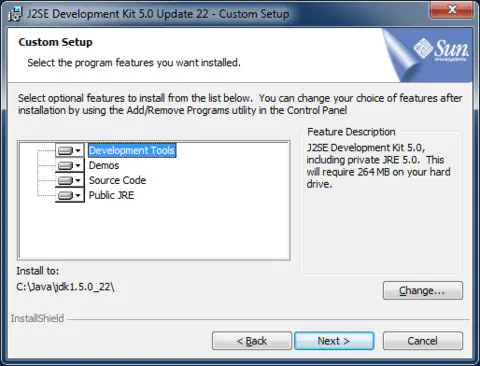 J2SE Development Kit 5.0 Update 22 - Custom Setup
Custom Setup
Select the program features you want installed.
Sun
microsystems
Select optional features to install from the list below. You can change your choice of features after
installation by using the Add/Remove Programs utility in the Control Panel
Development Tools
Demos
Source Code
Public JRE
Feature Description
J2SE Development Kit 5.0,
including private JRE 5.0. This
will require 264 MB on your hard
drive.
Install to:
C:\Java\jdk1.5.0_22\
Change...
InstallShield
< Back
Next >
Cancel